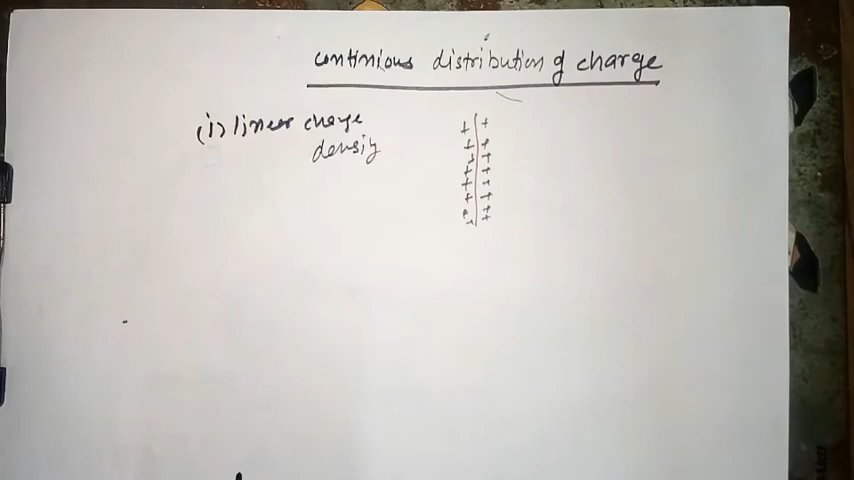 continious distribution of charge
(i) linear charge
density